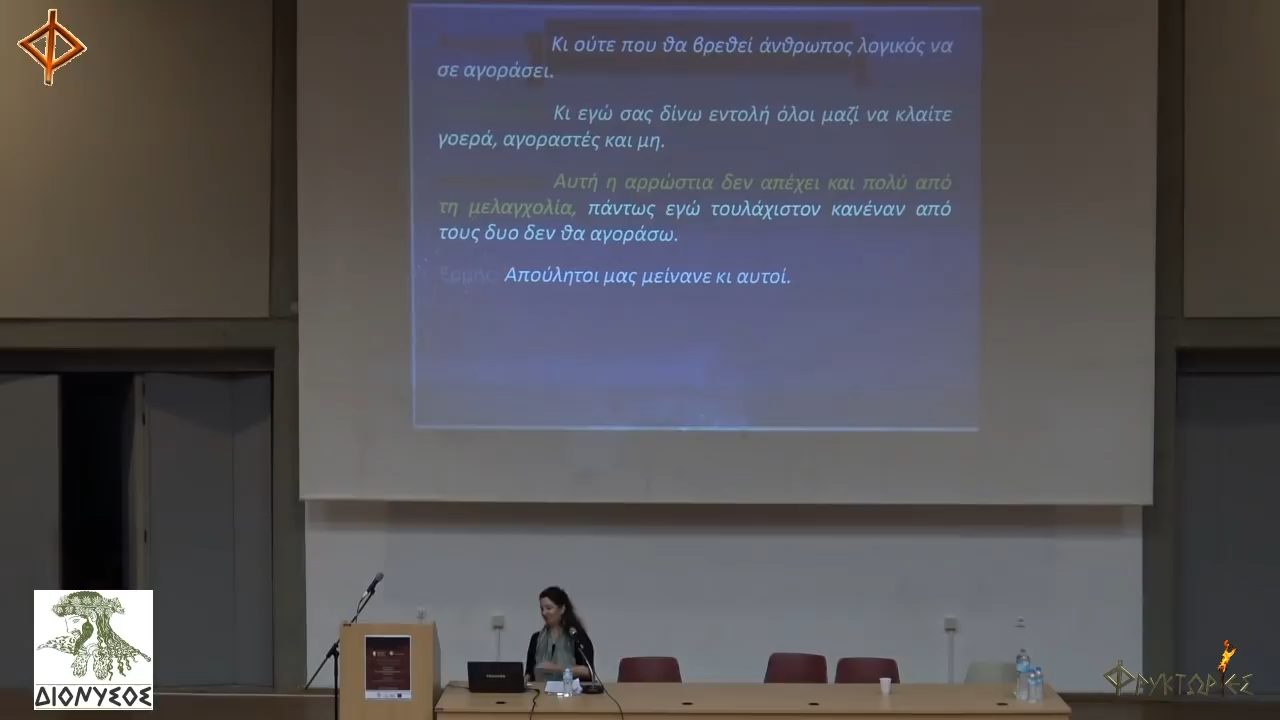 Κι ούτε που θα βρεθεί άνθρωπος λογικός να
σε αγοράσει.
Κι εγώ σας δίνω εντολή όλοι μαζί να κλαίτε
γοερά, αγοραστές και μη.
Αυτή η αρρώστια δεν απέχει και πολύ από
τη μελαγχολία, πάντως εγώ τουλάχιστον κανέναν από
τους δυο δεν θα αγοράσω.
Ερμής: Απούλητοι μας μείνανε κι αυτοί.
ΔΙΟΝΥΣΟΣ
ΦΡΥΚΤΩΡΙΕΣ